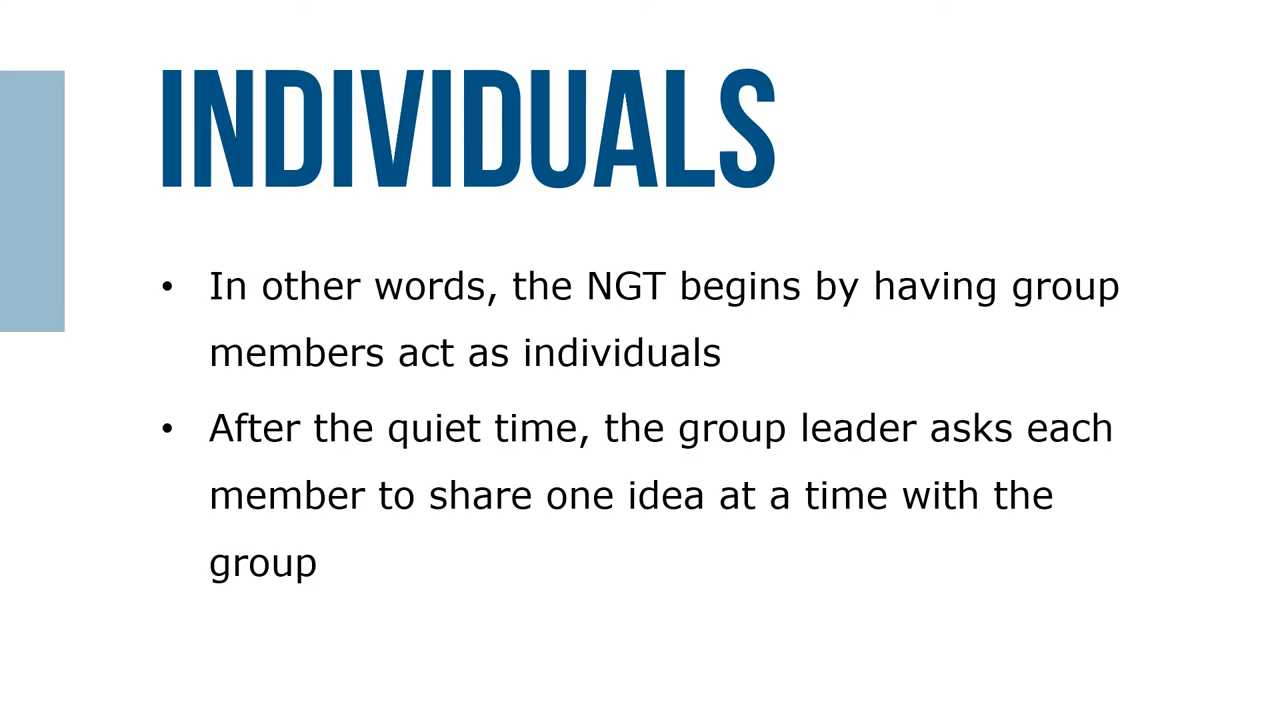 INDIVIDUALS
• In other words, the NGT begins by having group
members act as individuals
• After the quiet time, the group leader asks each
member to share one idea at a time with the
group